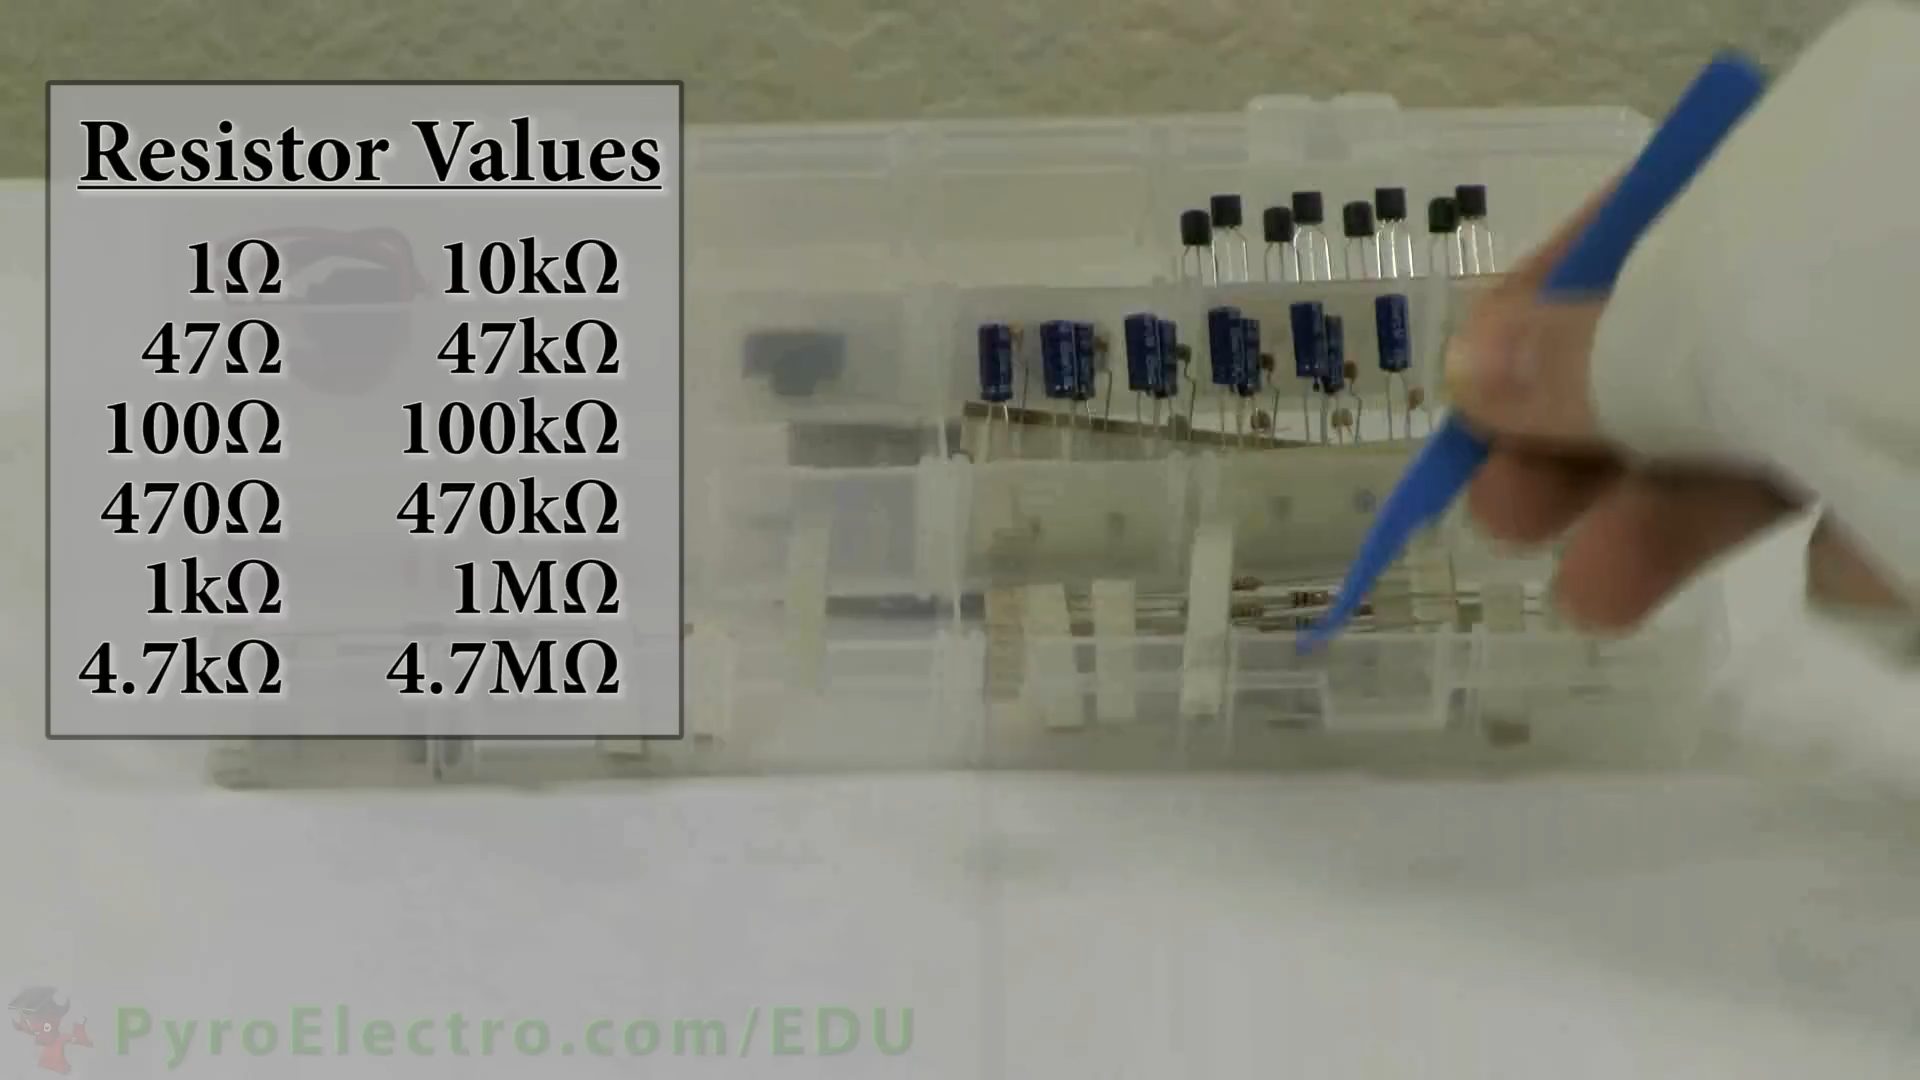 Resistor Values
1Ω 10kΩ
47Ω 47kΩ
100Ω 100kΩ
470Ω 470kΩ
1kΩ 1MΩ
4.7kΩ 4.7MΩ
PyroElectro.com/EDU